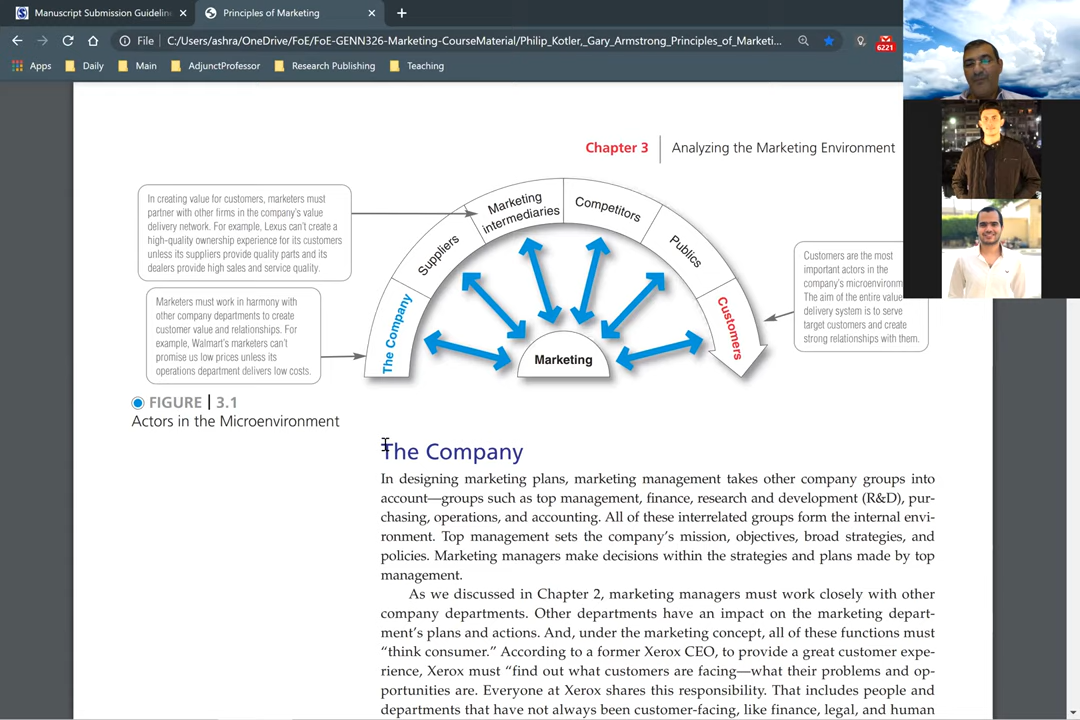 Manuscript Submission Guideline
Principles of Marketing
File
C:/Users/ashra/OneDrive/FoE/FoE-GENN326-Marketing-CourseMaterial/Philip_Kotler,_Gary_Armstrong_Principles_of_Marketi...
6221
Apps
Daily
Main
AdjunctProfessor
Research Publishing
Teaching
Chapter 3
Analyzing the Marketing Environment
In creating value for customers, marketers must
partner with other firms in the company's value
delivery network. For example, Lexus can't create a
high-quality ownership experience for its customers
unless its suppliers provide quality parts and its
dealers provide high sales and service quality.
Marketers must work in harmony with
other company departments to create
customer value and relationships. For
example, Walmart's marketers can't
promise us low prices unless its
operations department delivers low costs.
The Company
Suppliers
Marketing
intermediaries
Competitors
Publics
Customers
Marketing
Customers are the most
important actors in the
company's microenvironm
The aim of the entire value
delivery system is to serve
target customers and create
strong relationships with them.
FIGURE | 3.1
Actors in the Microenvironment
The Company
In designing marketing plans, marketing management takes other company groups into
account—groups such as top management, finance, research and development (R&D), pur-
chasing, operations, and accounting. All of these interrelated groups form the internal envi-
ronment. Top management sets the company's mission, objectives, broad strategies, and
policies. Marketing managers make decisions within the strategies and plans made by top
management.
As we discussed in Chapter 2, marketing managers must work closely with other
company departments. Other departments have an impact on the marketing depart-
ment's plans and actions. And, under the marketing concept, all of these functions must
"think consumer." According to a former Xerox CEO, to provide a great customer expe-
rience, Xerox must "find out what customers are facing—what their problems and op-
portunities are. Everyone at Xerox shares this responsibility. That includes people and
departments that have not always been customer-facing, like finance, legal, and human